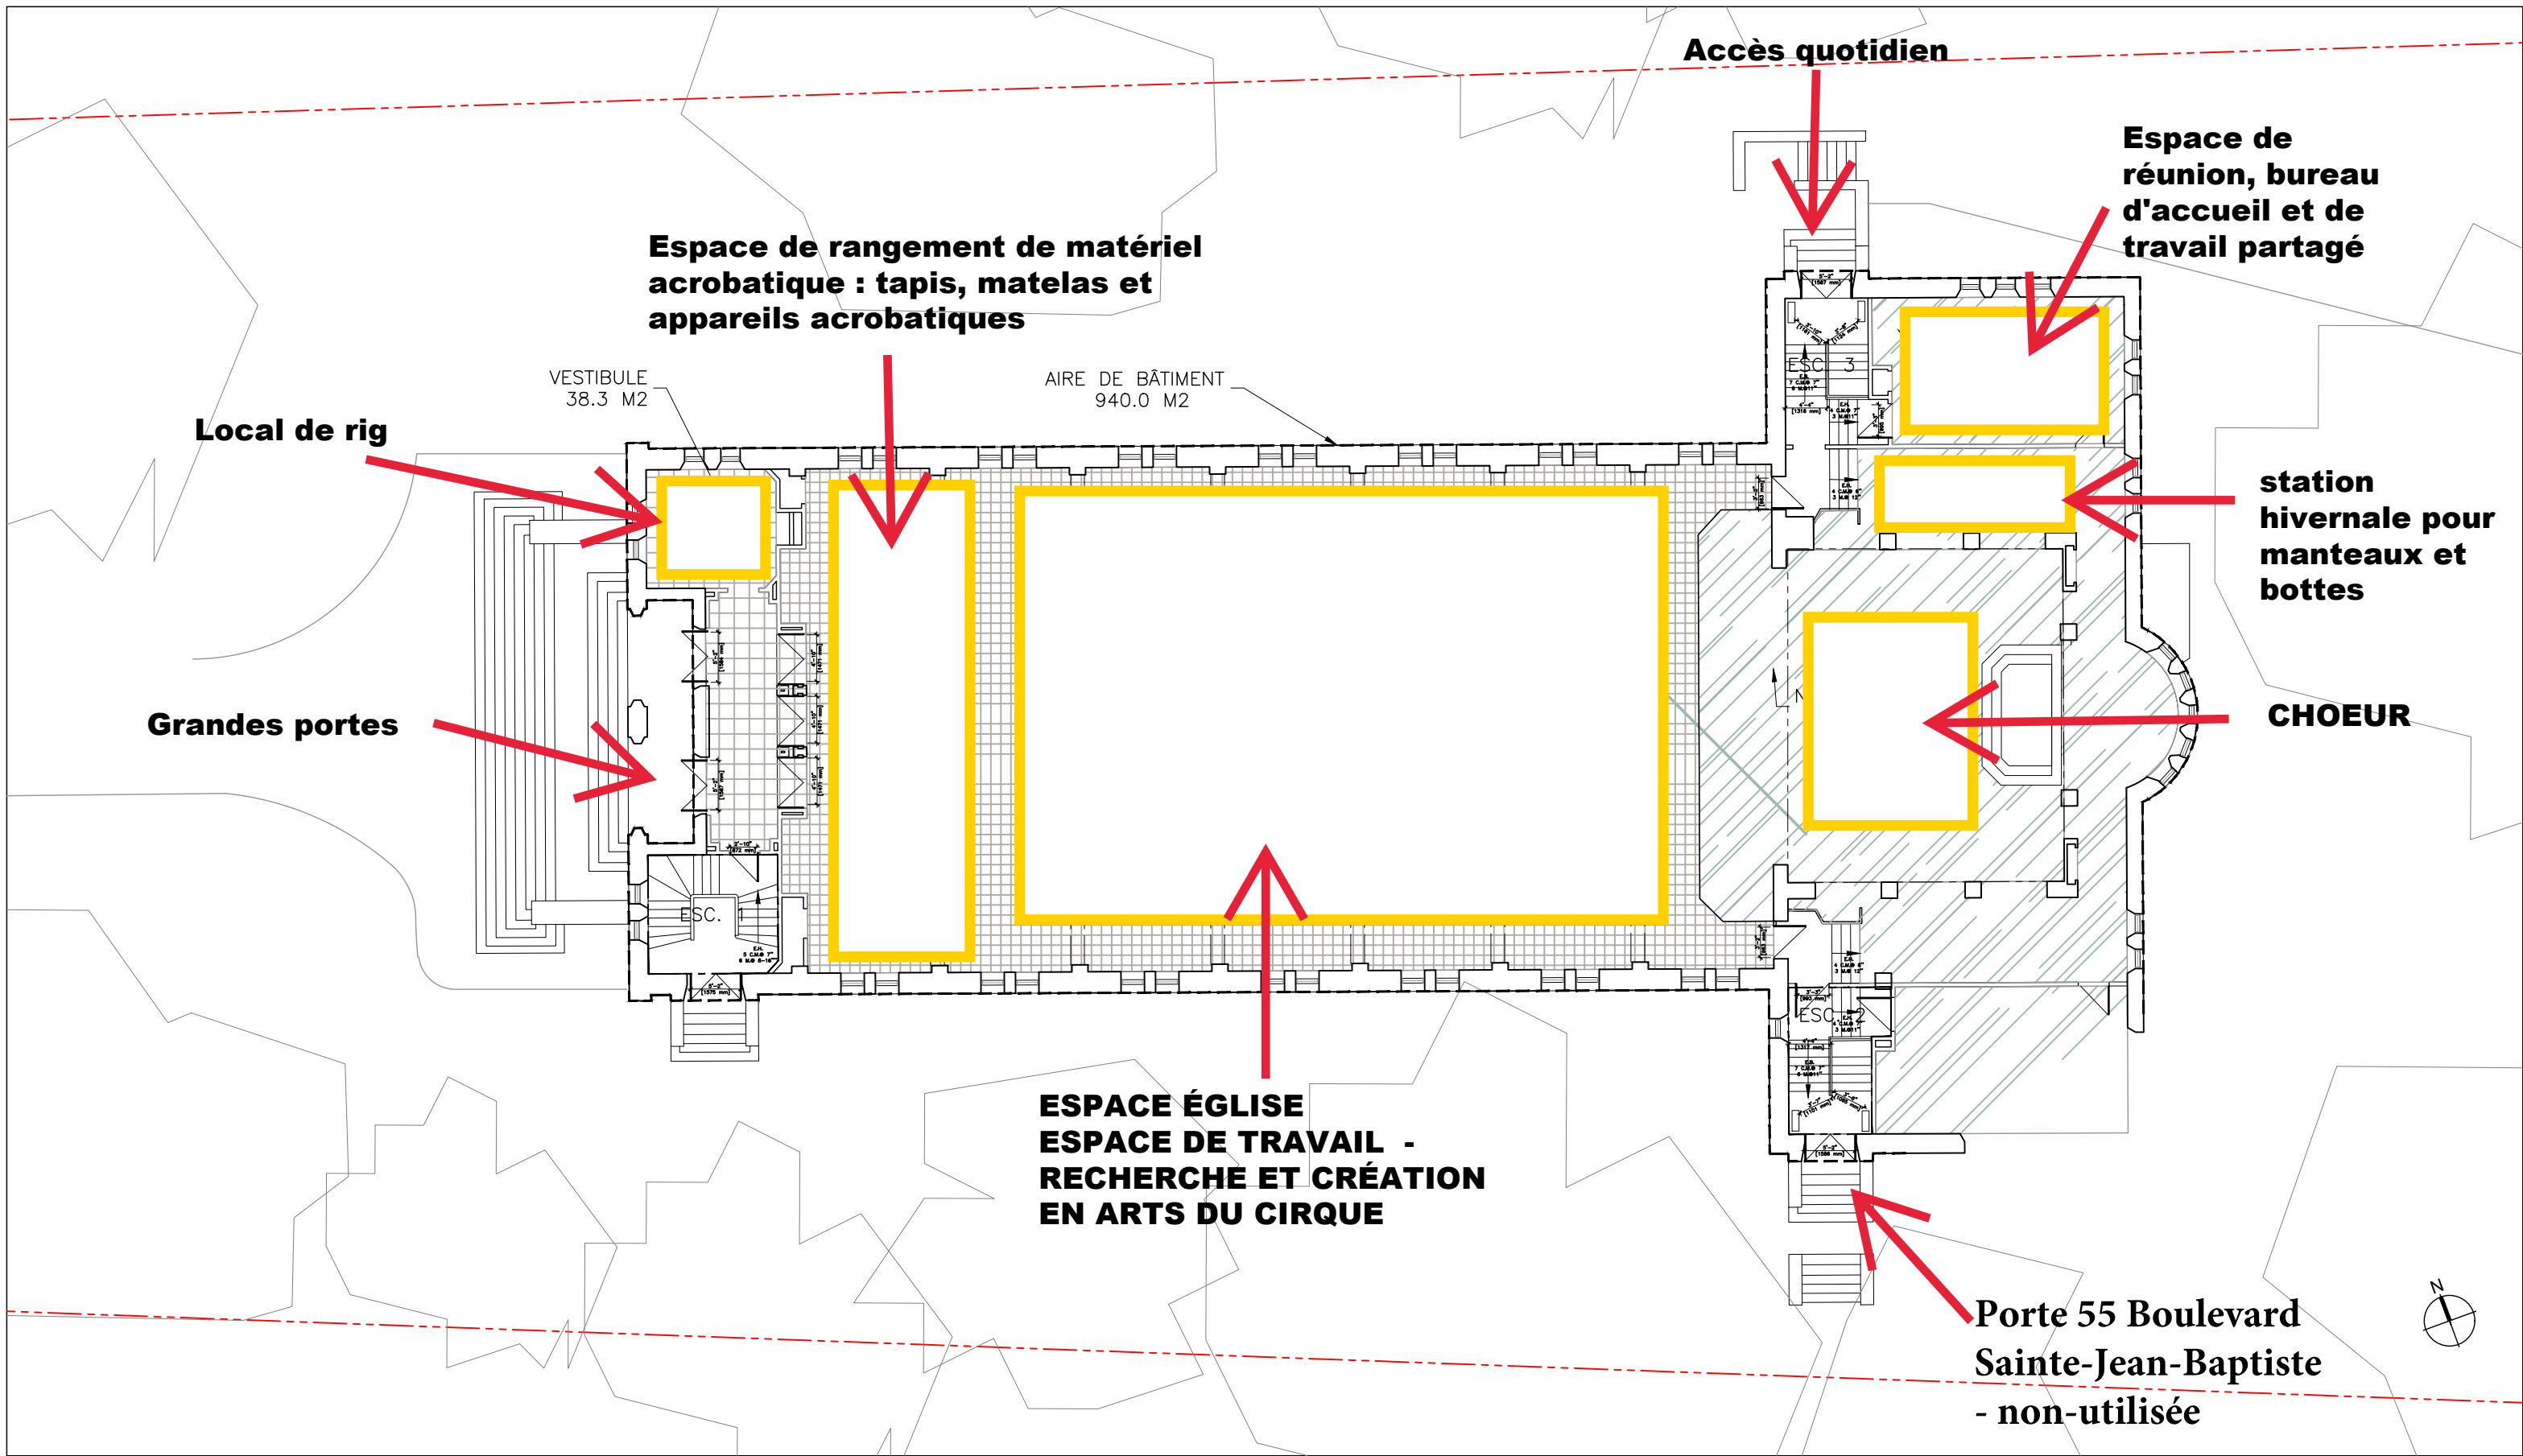 Accès quotidien
Espace de
réunion, bureau
d'accueil et de
travail partagé
Espace de rangement de matériel
acrobatique : tapis, matelas et
appareils acrobatiques
VESTIBULE
38.3 M2
AIRE DE BÂTIMENT
940.0 M2
Local de rig
ESC. 3
station
hivernale pour
manteaux et
bottes
Grandes portes
CHOEUR
ESC. 1
ESC. 2
ESPACE ÉGLISE
ESPACE DE TRAVAIL -
RECHERCHE ET CRÉATION
EN ARTS DU CIRQUE
Porte 55 Boulevard
Sainte-Jean-Baptiste
- non-utilisée
N